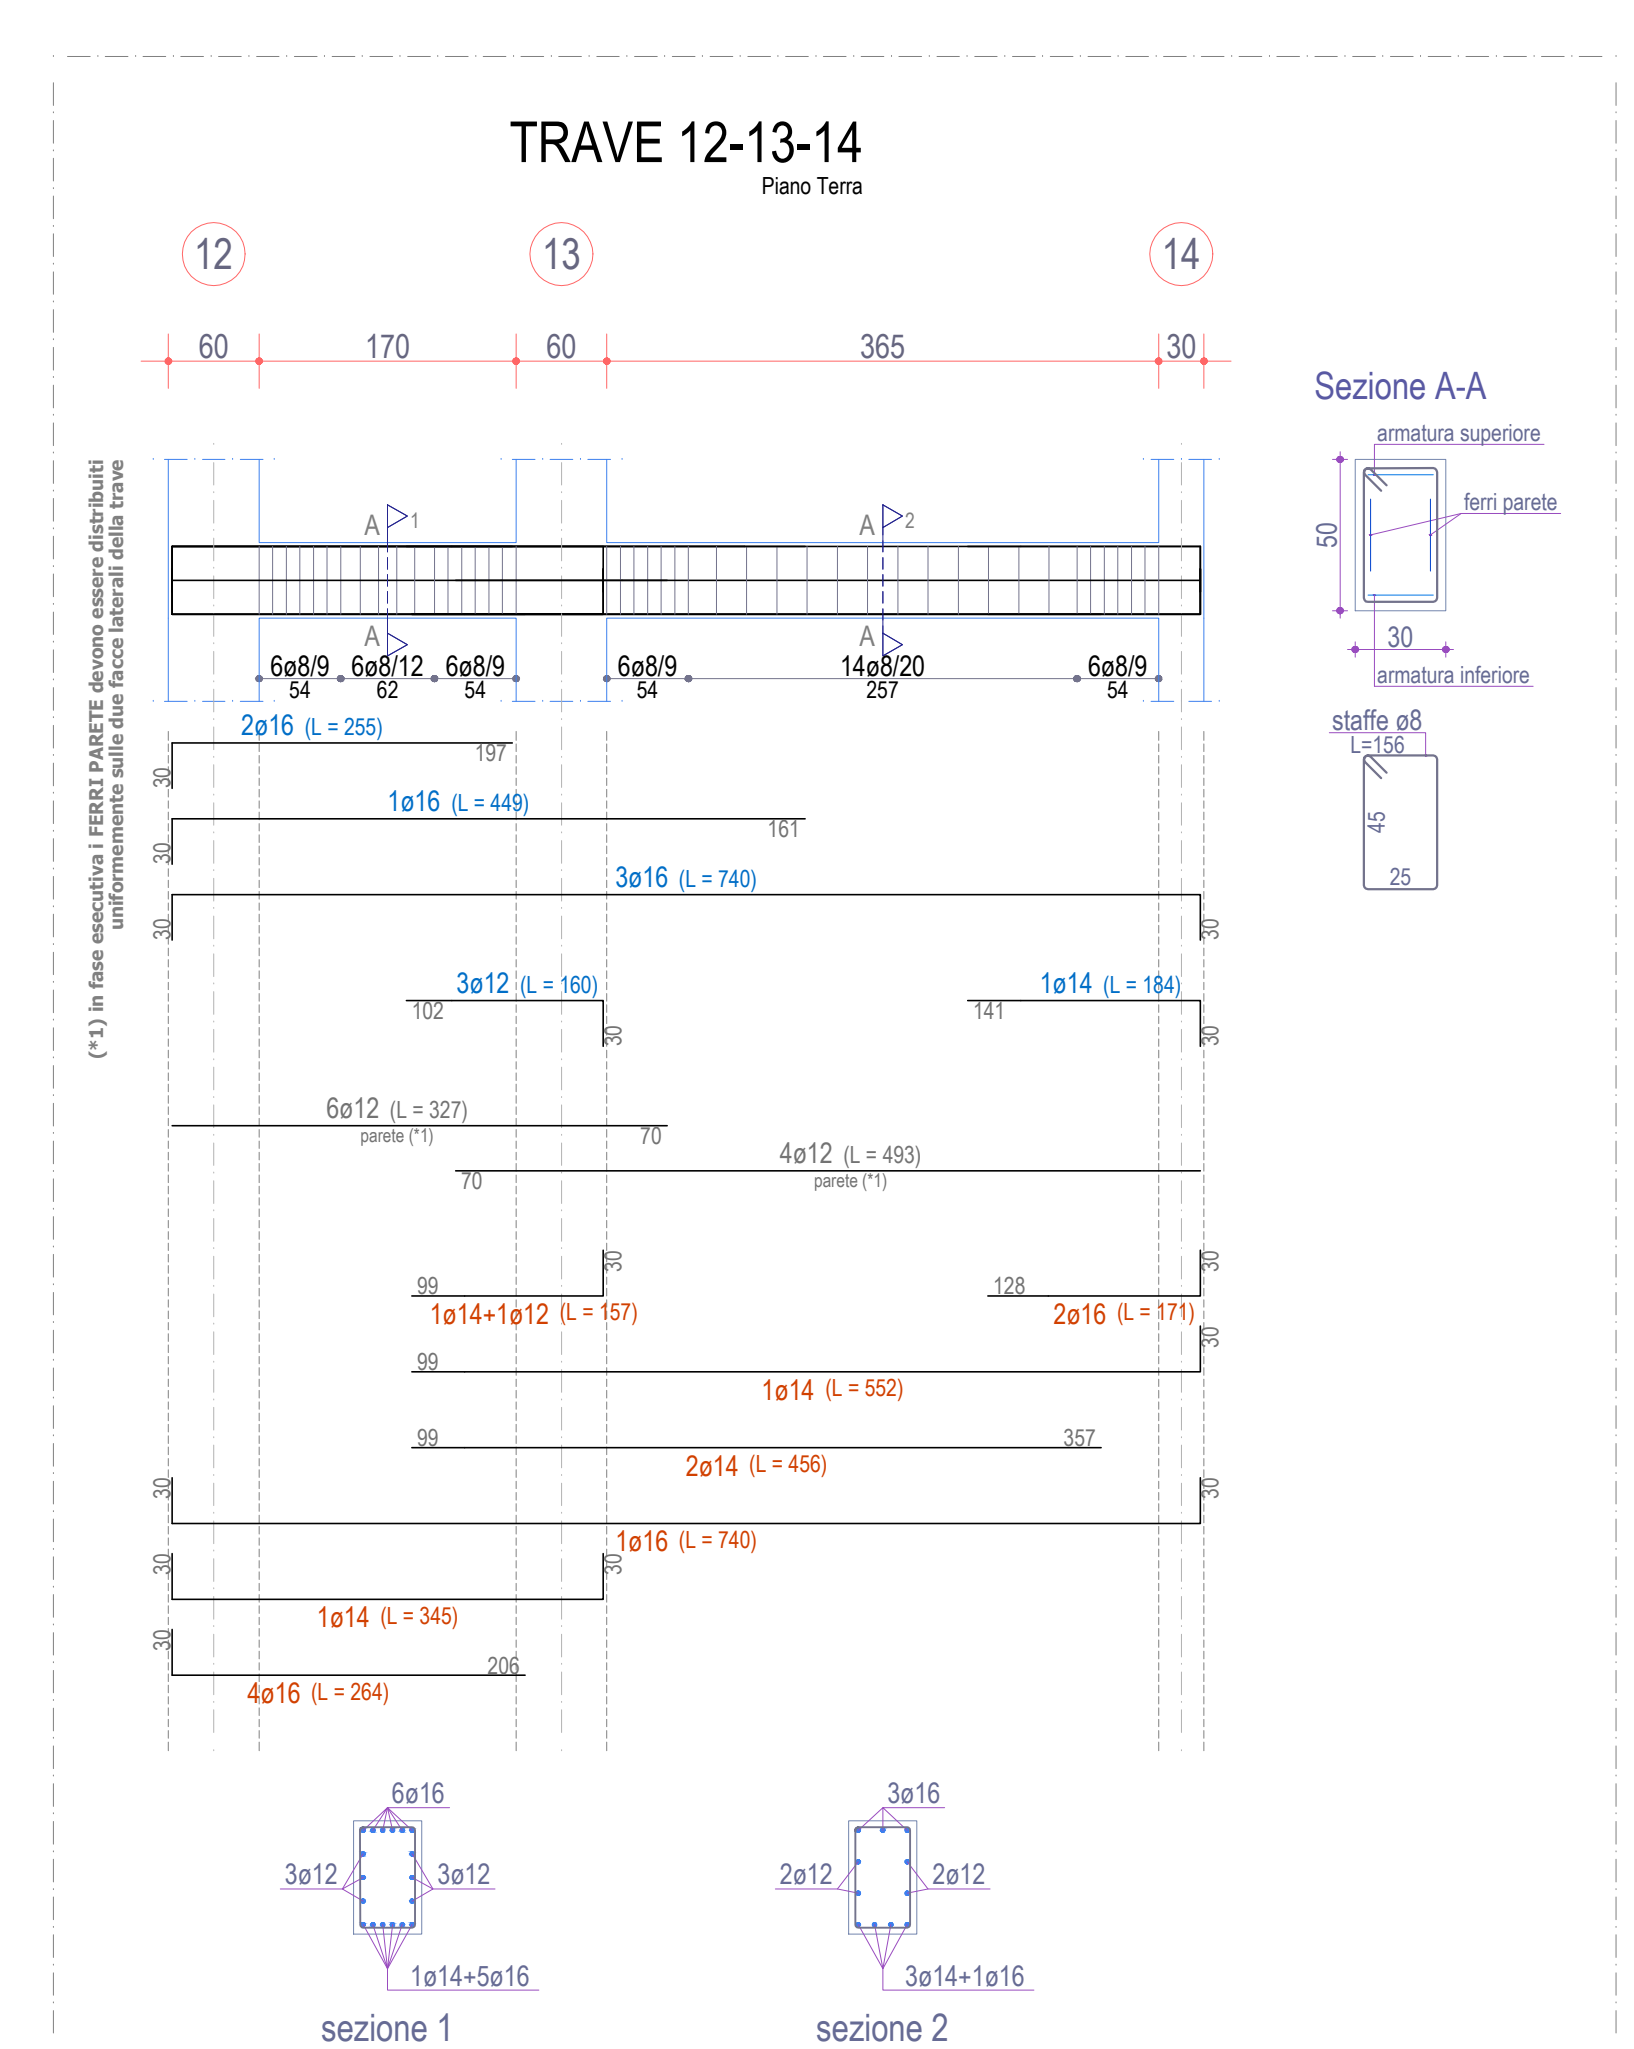 TRAVE 12-13-14
Piano Terra
12
13
14
60
170
60
365
30
Sezione A-A
armatura superiore
ferri parete
50
30
armatura inferiore
staffe ø8
L=156
45
25
(*1) in fase esecutiva i FERRI PARETE devono essere distribuiti
uniformemente sulle due facce laterali della trave
A
1
A
2
A
A
6ø8/9
6ø8/12
6ø8/9
6ø8/9
14ø8/20
6ø8/9
54
62
54
54
257
54
2ø16 (L = 255)
197
30
1ø16 (L = 449)
161
30
3ø16 (L = 740)
30
30
3ø12 (L = 160)
102
30
1ø14 (L = 184)
141
30
6ø12 (L = 327)
parete (*1)
70
4ø12 (L = 493)
70
parete (*1)
30
99
1ø14+1ø12 (L = 157)
30
128
2ø16 (L = 171)
30
99
1ø14 (L = 552)
99
357
2ø14 (L = 456)
30
30
1ø16 (L = 740)
30
30
1ø14 (L = 345)
30
206
4ø16 (L = 264)
6ø16
3ø12
3ø12
1ø14+5ø16
sezione 1
3ø16
2ø12
2ø12
3ø14+1ø16
sezione 2